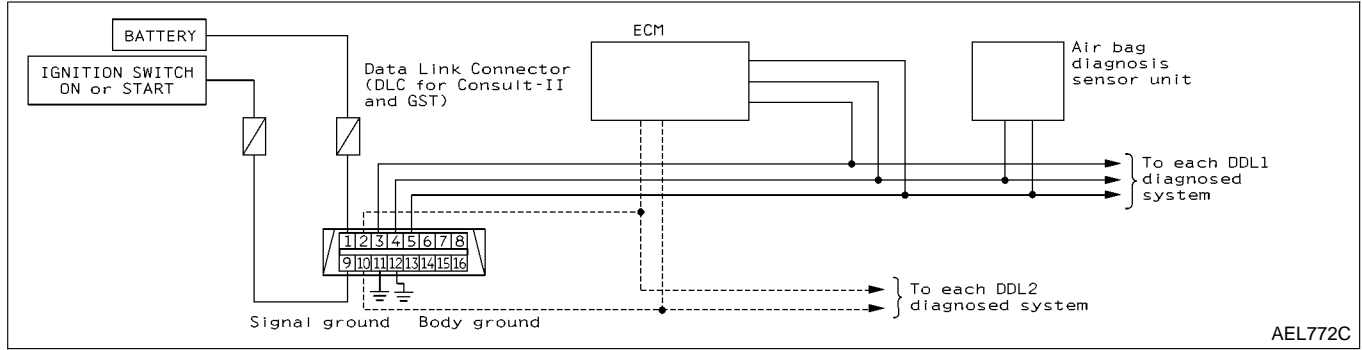 BATTERY
IGNITION SWITCH
ON or START
Data Link Connector
(DLC for Consult-II
and GST)
ECM
Air bag
diagnosis
sensor unit
To each DDL1
diagnosed
system
1 2 3 4 5 6 7 8
9 10 11 12 13 14 15 16
To each DDL2
diagnosed system
Signal ground
Body ground
AEL772C